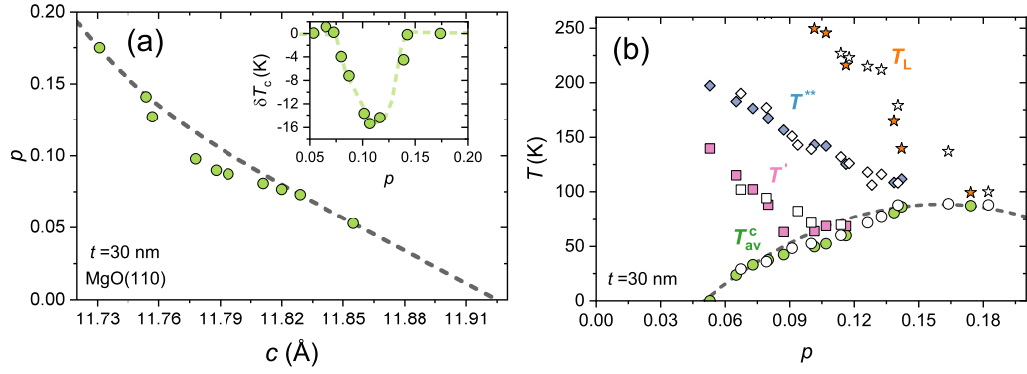 (a)
0.20
0.15
0.10
0.05
0.00
p
11.73 11.76 11.79 11.82 11.85 11.88 11.91
c (Å)
t =30 nm
MgO(110)
0
-4
-8
-12
-16
δTc (K)
0.05 0.10 0.15 0.20
p
(b)
250
200
150
100
50
0
T (K)
TL
T**
T*
Tcav
t =30 nm
0.00 0.03 0.06 0.09 0.12 0.15 0.18
p